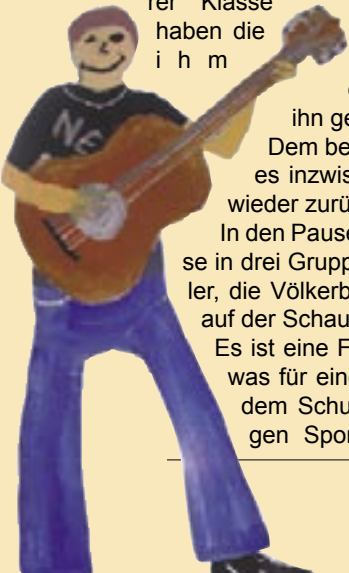 rer Klasse
haben die
i h m
ihn ge
Dem be
es inzwis
wieder zurü
In den Pause
se in drei Grupp
ler, die Völkerb
auf der Schau
Es ist eine F
was für eine
dem Schu
gen Spor
NE